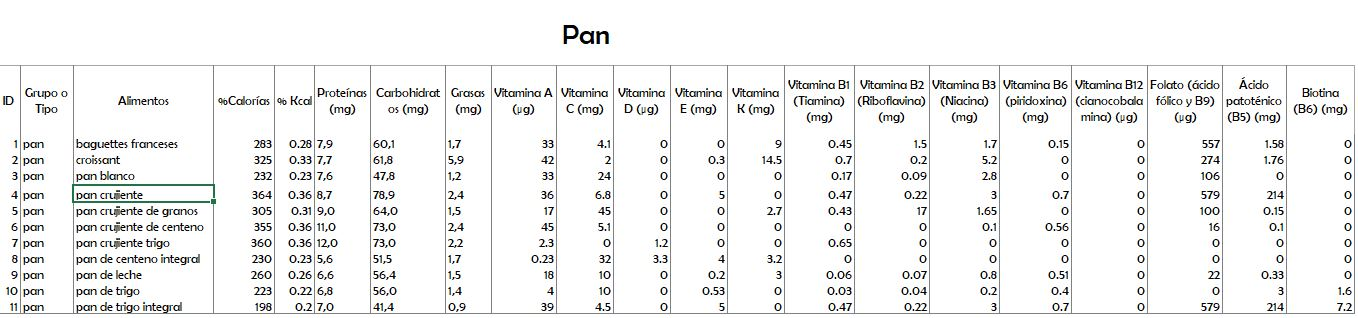 Pan
ID Grupo o Tipo Alimentos %Calorías % Kcal Proteínas (mg) Carbohidratos (mg) Grasas (mg) Vitamina A (µg) Vitamina C (mg) Vitamina D (µg) Vitamina E (mg) Vitamina K (mg) Vitamina B1 (Tiamina) (mg) Vitamina B2 (Riboflavina) (mg) Vitamina B3 (Niacina) (mg) Vitamina B6 (piridoxina) (mg) Vitamina B12 (cianocobalamina) (µg) Folato (ácido fólico y B9) (µg) Ácido patoténico (B5) (mg) Biotina (B6) (mg)
1 pan baguettes franceses 283 0.28 7,9 60,1 1,7 33 4.1 0 0 9 0.45 1.5 1.7 0.15 0 557 1.58
2 pan croissant 325 0.33 7,7 61,8 5,9 42 2 0 0.3 14.5 0.7 0.2 5.2 0 0 274 1.76
3 pan pan blanco 232 0.23 7,6 47,8 1,2 33 24 0 0 0 0.17 0.09 2.8 0 0 106 0
4 pan pan crujiente 364 0.36 8,7 78,9 2,4 36 6.8 0 5 0 0.47 0.22 3 0.7 0 579 214
5 pan pan crujiente de granos 305 0.31 9,0 64,0 1,5 17 45 0 0 2.7 0.43 17 1.65 0 0 100 0.15
6 pan pan crujiente de centeno 355 0.36 11,0 73,0 2,4 45 5.1 0 0 0 0 0 0.1 0.56 0 16 0.1
7 pan pan crujiente trigo 360 0.36 12,0 73,0 2,2 2.3 0 1.2 0 0 0.65 0 0 0 0 0 0
8 pan pan de centeno integral 230 0.23 5,6 51,5 1,7 0.23 32 3.3 4 3.2 0 0 0 0 0 0 0
9 pan pan de leche 260 0.26 6,6 56,4 1,5 18 10 0 0.2 3 0.06 0.07 0.8 0.51 0 22 0.33
10 pan pan de trigo 223 0.22 6,8 56,0 1,4 4 10 0 0.53 0 0.03 0.04 0.2 0.4 0 0 3 1.6
11 pan pan de trigo integral 198 0.2 7,0 41,4 0,9 39 4.5 0 5 0 0.47 0.22 3 0.7 0 579 214 7.2